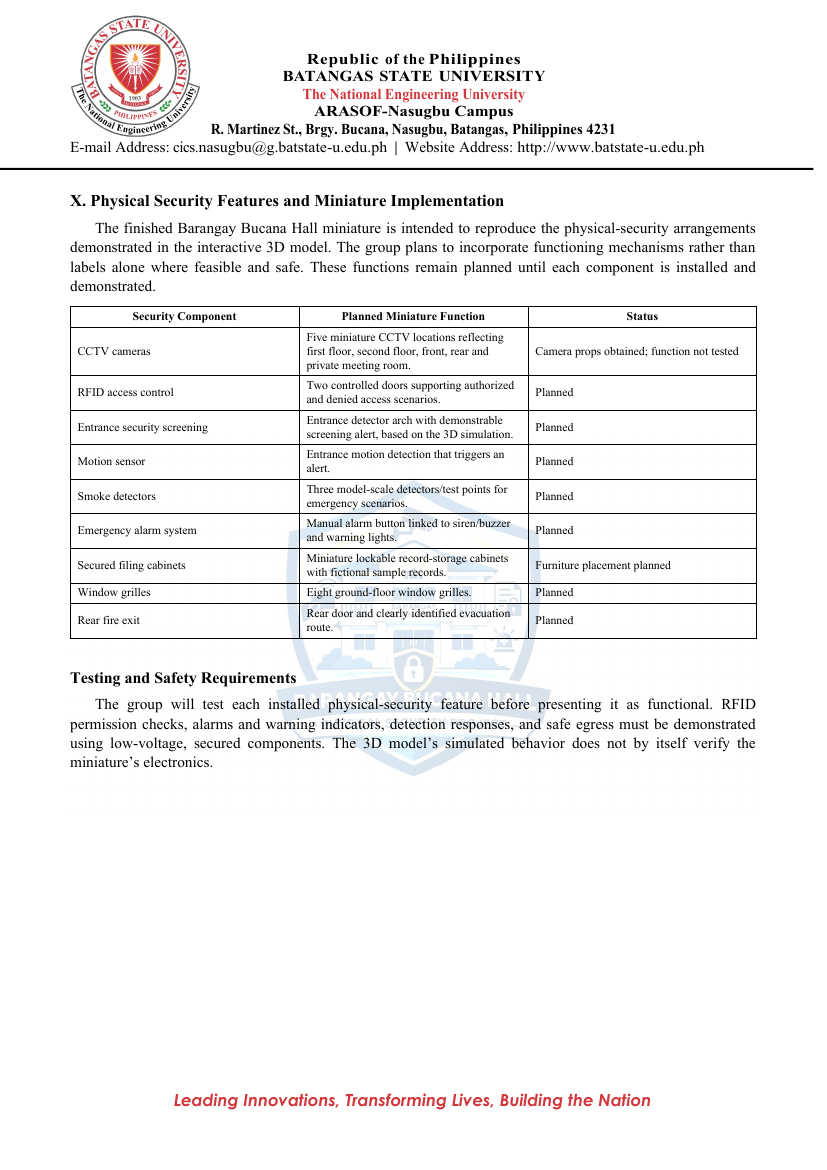 BATANGAS STATE UNIVERSITY
The National Engineering University
1903
PHILIPPINES
Republic of the Philippines
BATANGAS STATE UNIVERSITY
The National Engineering University
ARASOF-Nasugbu Campus
R. Martinez St., Brgy. Bucana, Nasugbu, Batangas, Philippines 4231
E-mail Address: cics.nasugbu@g.batstate-u.edu.ph | Website Address: http://www.batstate-u.edu.ph
X. Physical Security Features and Miniature Implementation
The finished Barangay Bucana Hall miniature is intended to reproduce the physical-security arrangements
demonstrated in the interactive 3D model. The group plans to incorporate functioning mechanisms rather than
labels alone where feasible and safe. These functions remain planned until each component is installed and
demonstrated.
Security Component Planned Miniature Function Status
CCTV cameras
Five miniature CCTV locations reflecting
first floor, second floor, front, rear and
private meeting room.
Camera props obtained; function not tested
RFID access control
Two controlled doors supporting authorized
and denied access scenarios.
Planned
Entrance security screening
Entrance detector arch with demonstrable
screening alert, based on the 3D simulation.
Planned
Motion sensor
Entrance motion detection that triggers an
alert.
Planned
Smoke detectors
Three model-scale detectors/test points for
emergency scenarios.
Planned
Emergency alarm system
Manual alarm button linked to siren/buzzer
and warning lights.
Planned
Secured filing cabinets
Miniature lockable record-storage cabinets
with fictional sample records.
Furniture placement planned
Window grilles Eight ground-floor window grilles. Planned
Rear fire exit
Rear door and clearly identified evacuation
route.
Planned
Testing and Safety Requirements
BARANGAY BUCANA HALL
The group will test each installed physical-security feature before presenting it as functional. RFID
permission checks, alarms and warning indicators, detection responses, and safe egress must be demonstrated
using low-voltage, secured components. The 3D model’s simulated behavior does not by itself verify the
miniature’s electronics.
Leading Innovations, Transforming Lives, Building the Nation